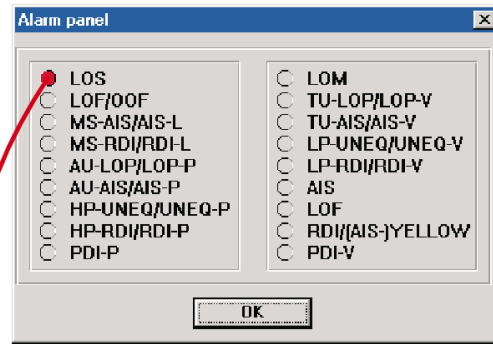 Alarm panel
LOS
LOF/OOF
MS-AIS/AIS-L
MS-RDI/RDI-L
AU-LOP/LOP-P
AU-AIS/AIS-P
HP-UNEQ/UNEQ-P
HP-RDI/RDI-P
PDI-P
LOM
TU-LOP/LOP-V
TU-AIS/AIS-V
LP-UNEQ/UNEQ-V
LP-RDI/RDI-V
AIS
LOF
RDI/(AIS-)YELLOW
PDI-V
OK